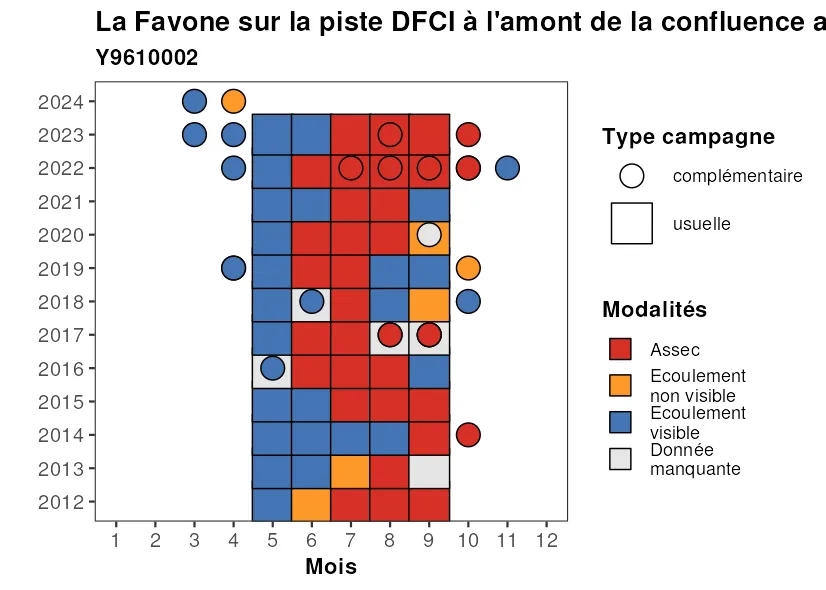 La Favone sur la piste DFCI à l'amont de la confluence a
Y9610002
2024
2023
2022
2021
2020
2019
2018
2017
2016
2015
2014
2013
2012
1 2 3 4 5 6 7 8 9 10 11 12
Mois
Type campagne
complémentaire
usuelle
Modalités
Assec
Ecoulement
non visible
Ecoulement
visible
Donnée
manquante